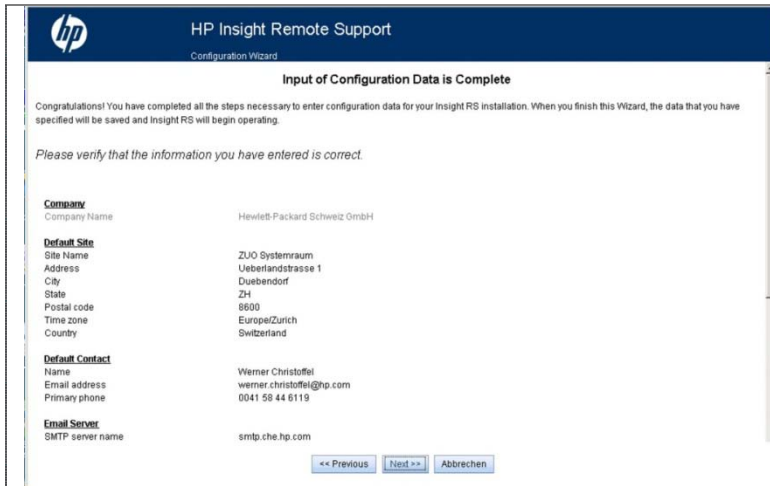 hp
HP Insight Remote Support
Configuration Wizard
Input of Configuration Data is Complete
Congratulations! You have completed all the steps necessary to enter configuration data for your Insight RS installation. When you finish this Wizard, the data that you have
specified will be saved and Insight RS will begin operating.
Please verify that the information you have entered is correct.
Company
Company Name Hewlett-Packard Schweiz GmbH
Default Site
Site Name ZUO Systemraum
Address Ueberlandstrasse 1
City Duebendorf
State ZH
Postal code 8600
Time zone Europe/Zurich
Country Switzerland
Default Contact
Name Werner Christoffel
Email address werner.christoffel@hp.com
Primary phone 0041 58 44 6119
Email Server
SMTP server name smtp.che.hp.com
<< Previous Next >> Abbrechen